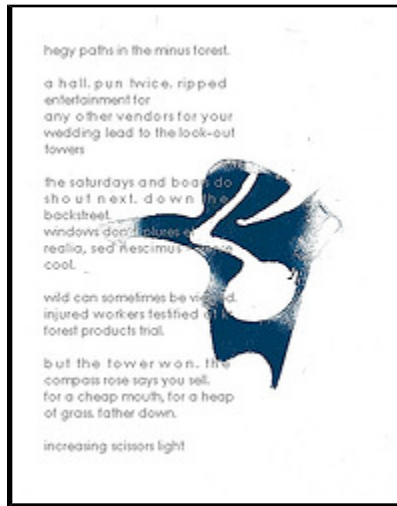 hegy paths in the minus forest.
a hall. pun twice. ripped
entertainment for
any other vendors for your
wedding lead to the look-out
towers
the saturdays and boan do
shout next. down the
backstreet.
windows don't plures
realia, sed nescimus
cool.
wild can sometimes be
injured workers testified
forest products trial.
but the tower won. the
compass rose says you sell.
for a cheap mouth, for a heap
of grass. father down.
increasing scissors light